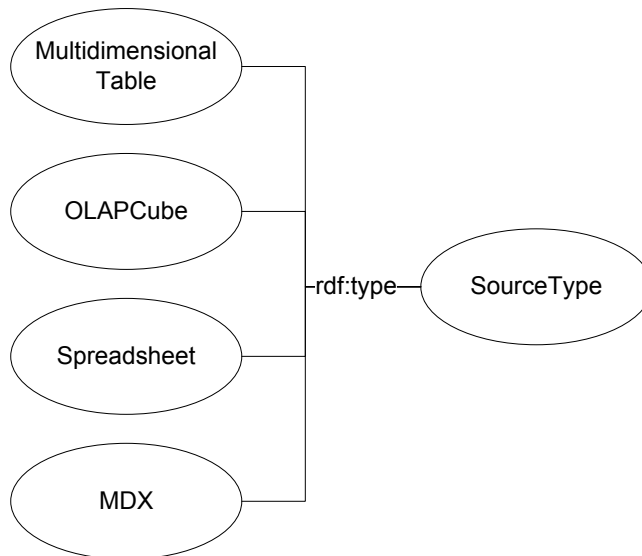 Multidimensional
Table
OLAPCube
rdf:type
SourceType
Spreadsheet
MDX